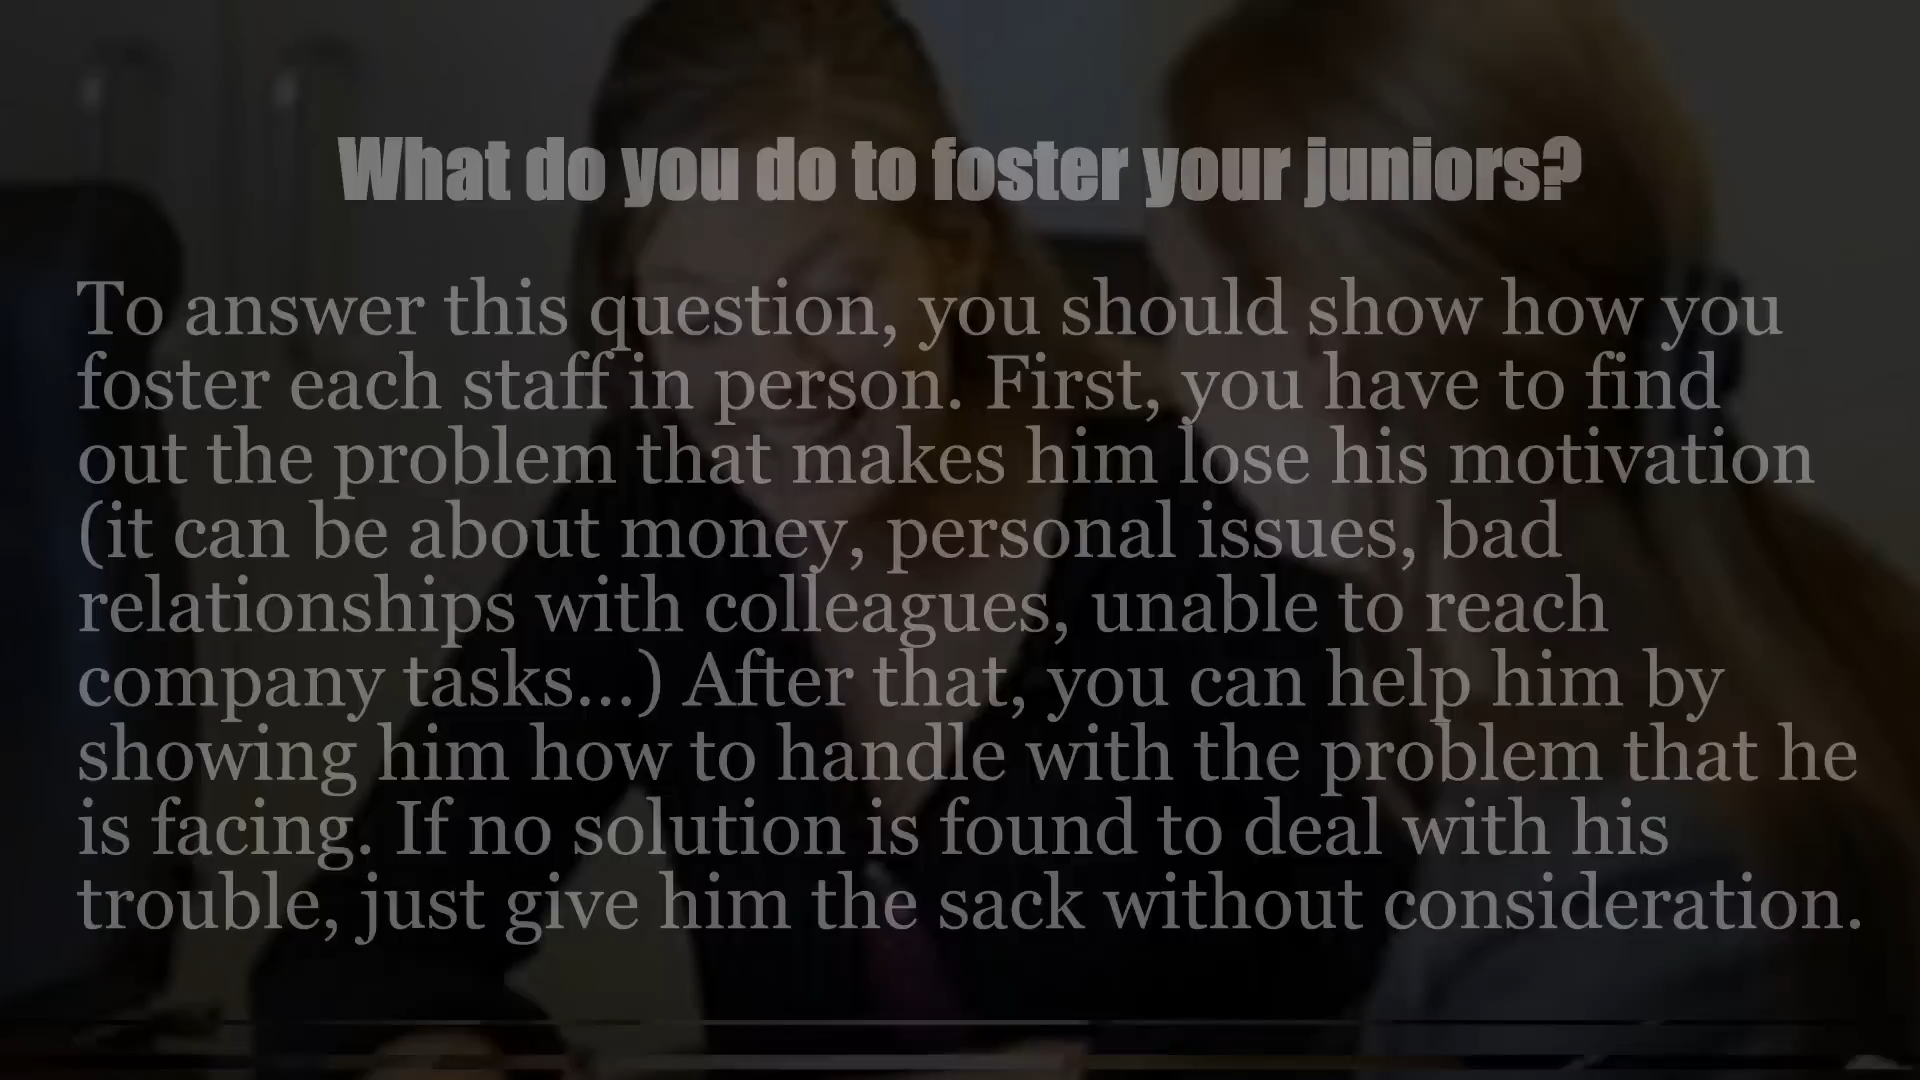 What do you do to foster your juniors?
To answer this question, you should show how you
foster each staff in person. First, you have to find
out the problem that makes him lose his motivation
(it can be about money, personal issues, bad
relationships with colleagues, unable to reach
company tasks...) After that, you can help him by
showing him how to handle with the problem that he
is facing. If no solution is found to deal with his
trouble, just give him the sack without consideration.